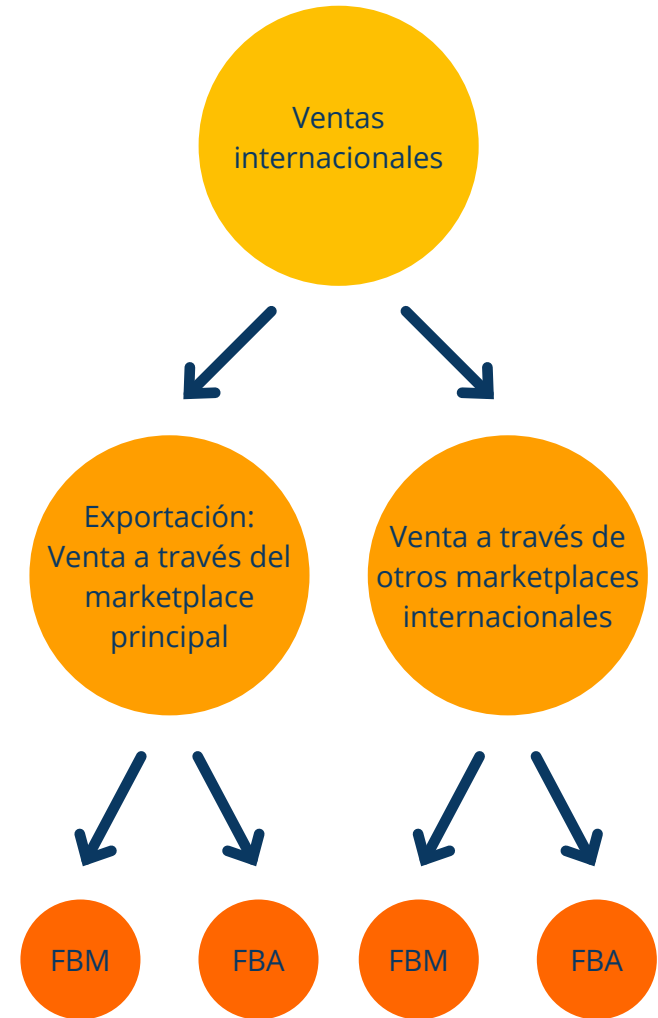 Ventas
internacionales
Exportación:
Venta a través del
marketplace
principal
Venta a través de
otros marketplaces
internacionales
FBM
FBA
FBM
FBA